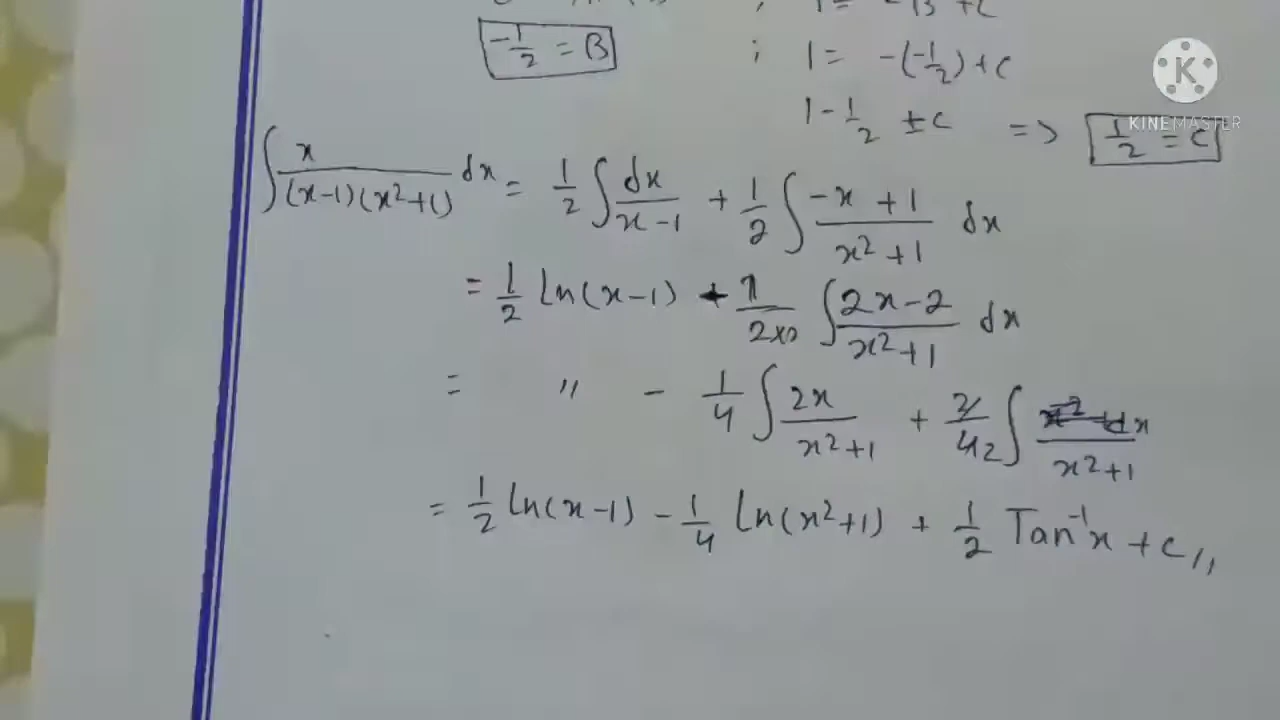 1 = -B + C
-1/2 = B ; 1 = -(-1/2) + C
1 - 1/2 ± C => 1/2 = C
KINEMASTER
∫ x/((x-1)(x²+1)) dx = 1/2 ∫ dx/(x-1) + 1/2 ∫ (-x+1)/(x²+1) dx
= 1/2 ln(x-1) - 1/(2×2) ∫ (2x-2)/(x²+1) dx
= " - 1/4 ∫ 2x/(x²+1) + 2/4 2 ∫ dx/(x²+1)
= 1/2 ln(x-1) - 1/4 ln(x²+1) + 1/2 Tan⁻¹x + C //